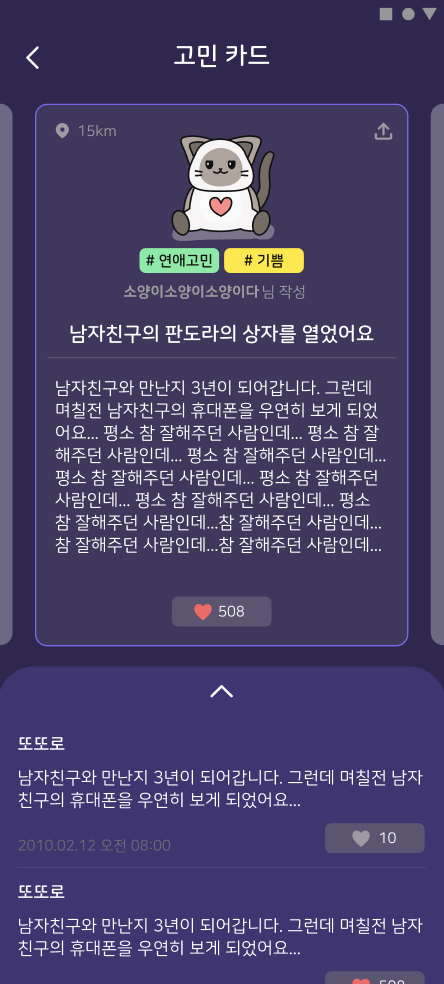 고민 카드
15km
# 연애고민 # 기쁨
소양이소양이소양이다 님 작성
남자친구의 판도라의 상자를 열었어요
남자친구와 만난지 3년이 되어갑니다. 그런데
며칠전 남자친구의 휴대폰을 우연히 보게 되었
어요... 평소 참 잘해주던 사람인데... 평소 참 잘
해주던 사람인데... 평소 참 잘해주던 사람인데...
평소 참 잘해주던 사람인데... 평소 참 잘해주던
사람인데... 평소 참 잘해주던 사람인데... 평소
참 잘해주던 사람인데...참 잘해주던 사람인데...
참 잘해주던 사람인데...참 잘해주던 사람인데...
508
또또로
남자친구와 만난지 3년이 되어갑니다. 그런데 며칠전 남자
친구의 휴대폰을 우연히 보게 되었어요...
2010.02.12 오전 08:00
10
또또로
남자친구와 만난지 3년이 되어갑니다. 그런데 며칠전 남자
친구의 휴대폰을 우연히 보게 되었어요...